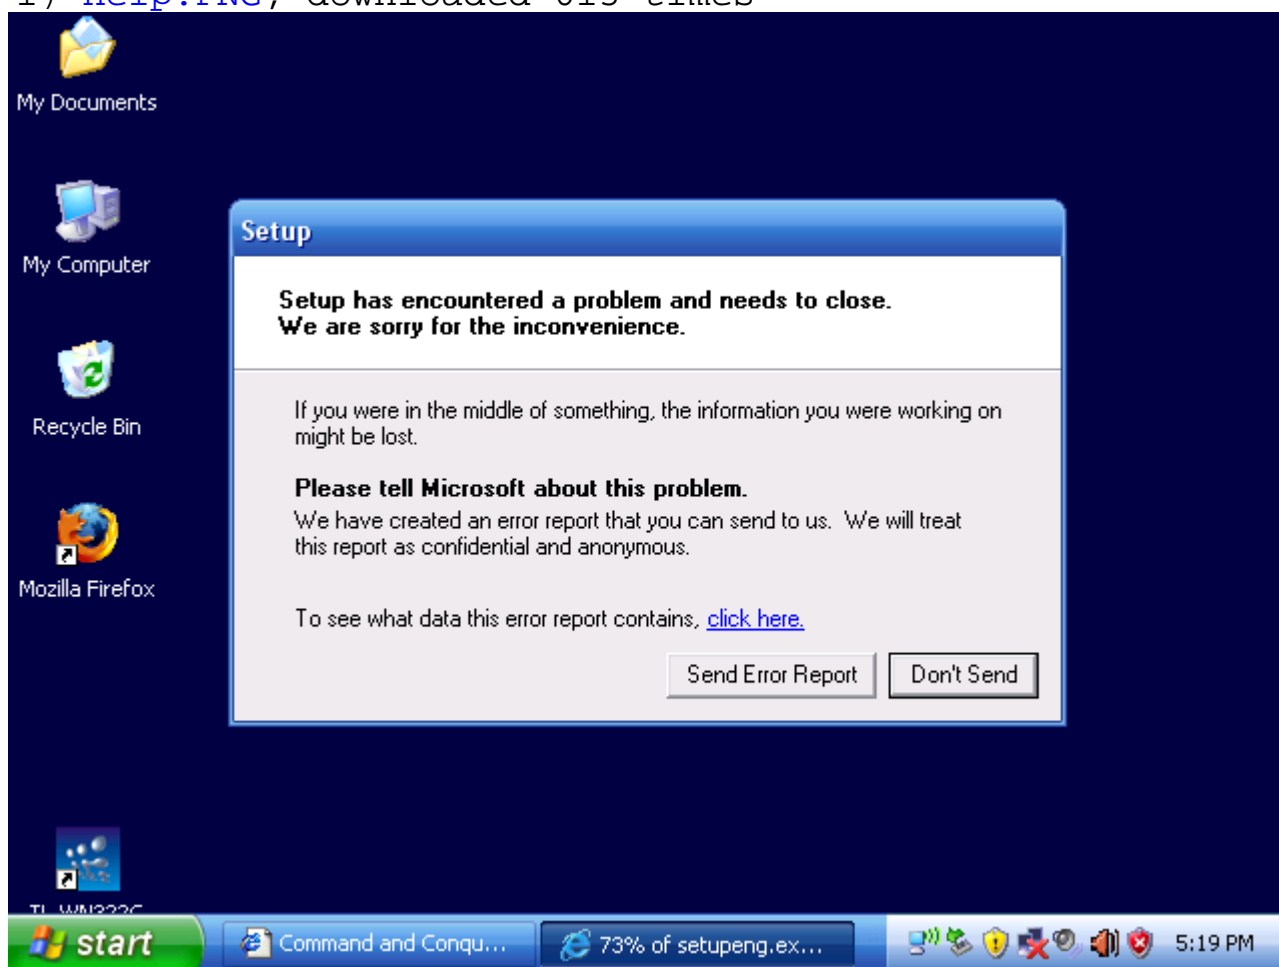 My Documents
My Computer
Recycle Bin
Mozilla Firefox
Setup
Setup has encountered a problem and needs to close.
We are sorry for the inconvenience.
If you were in the middle of something, the information you were working on
might be lost.
Please tell Microsoft about this problem.
We have created an error report that you can send to us. We will treat
this report as confidential and anonymous.
To see what data this error report contains, click here.
Send Error Report
Don't Send
start
Command and Conqu...
73% of setupeng.ex...
5:19 PM